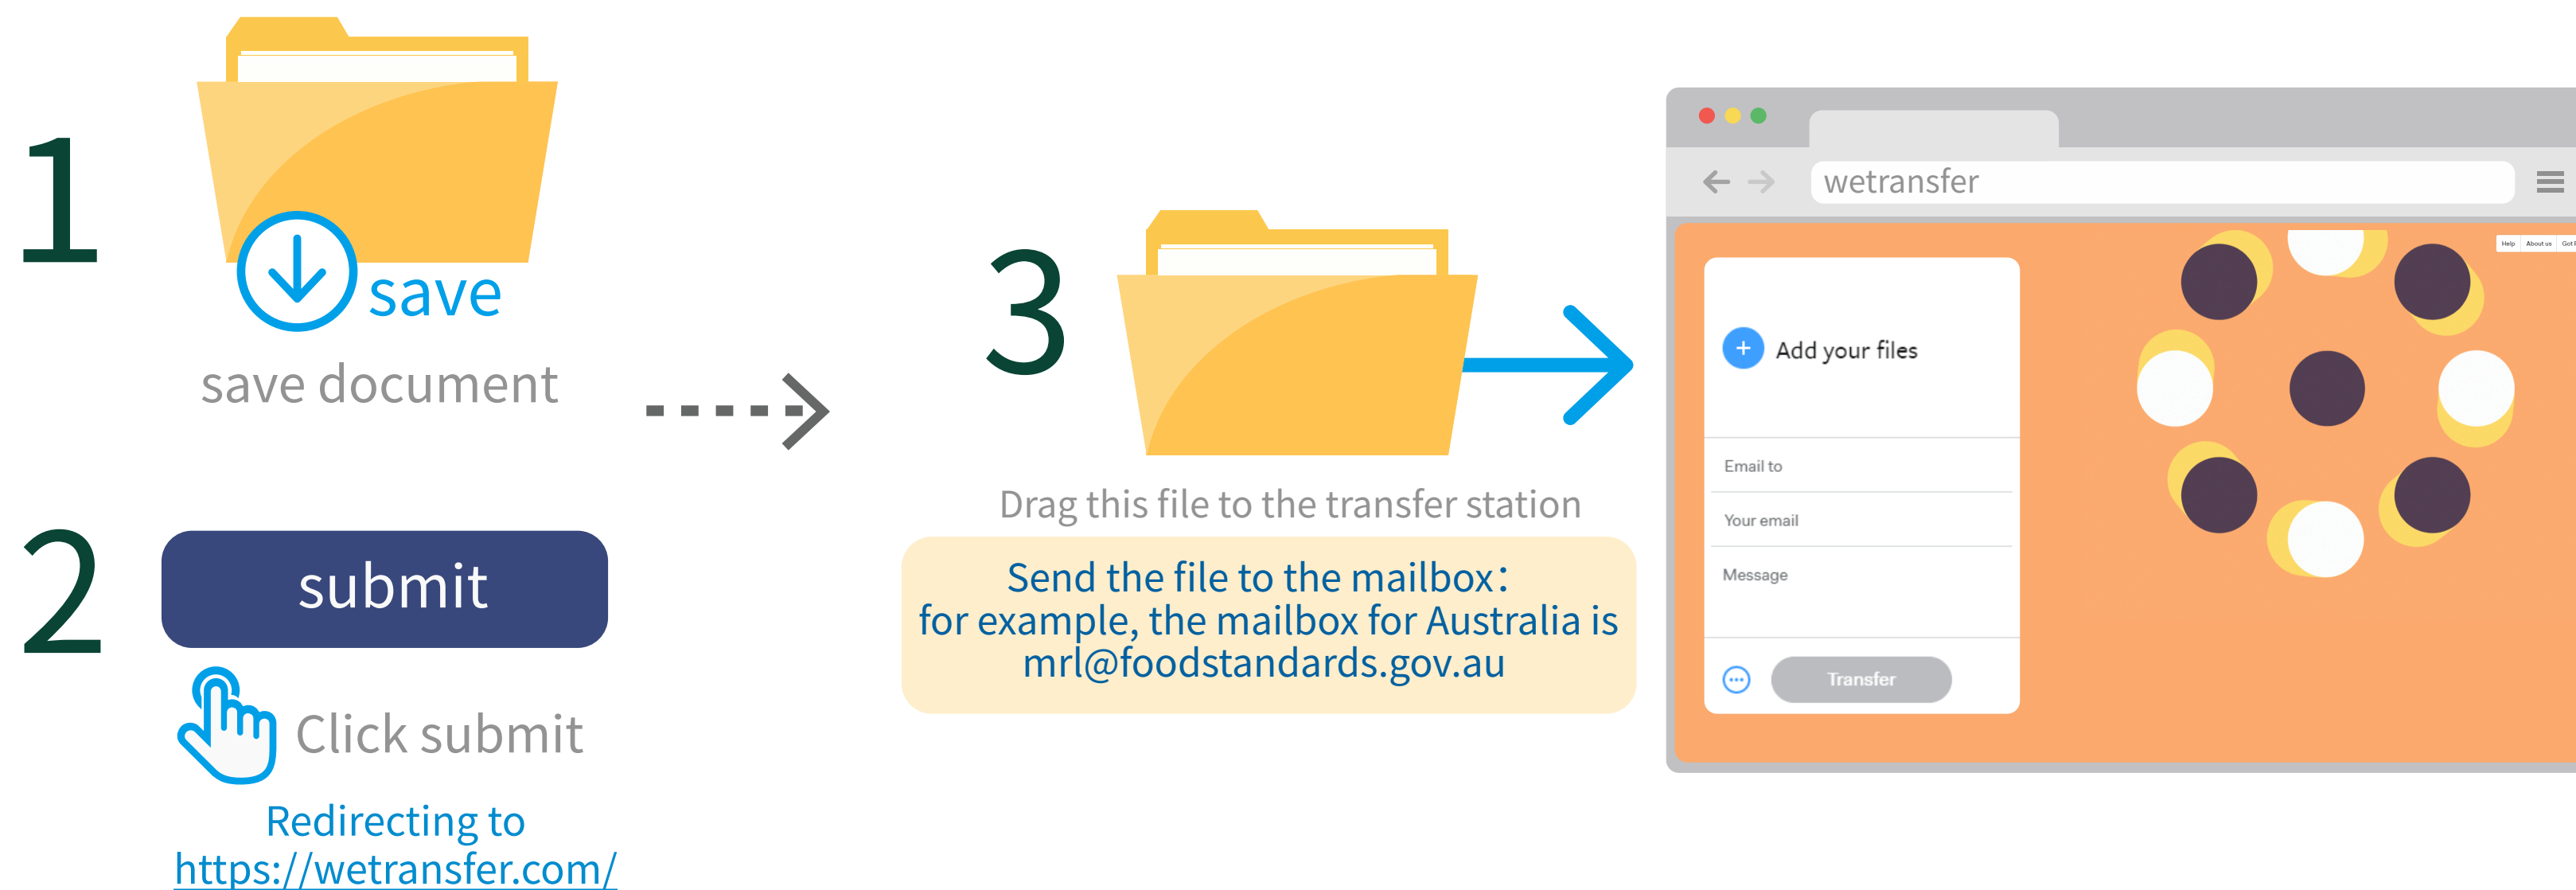 1
save
save document
2
submit
Click submit
Redirecting to
https://wetransfer.com/
3
Drag this file to the transfer station
Send the file to the mailbox：
for example, the mailbox for Australia is
mrl@foodstandards.gov.au
wetransfer
Help About us Got
Add your files
Email to
Your email
Message
Transfer